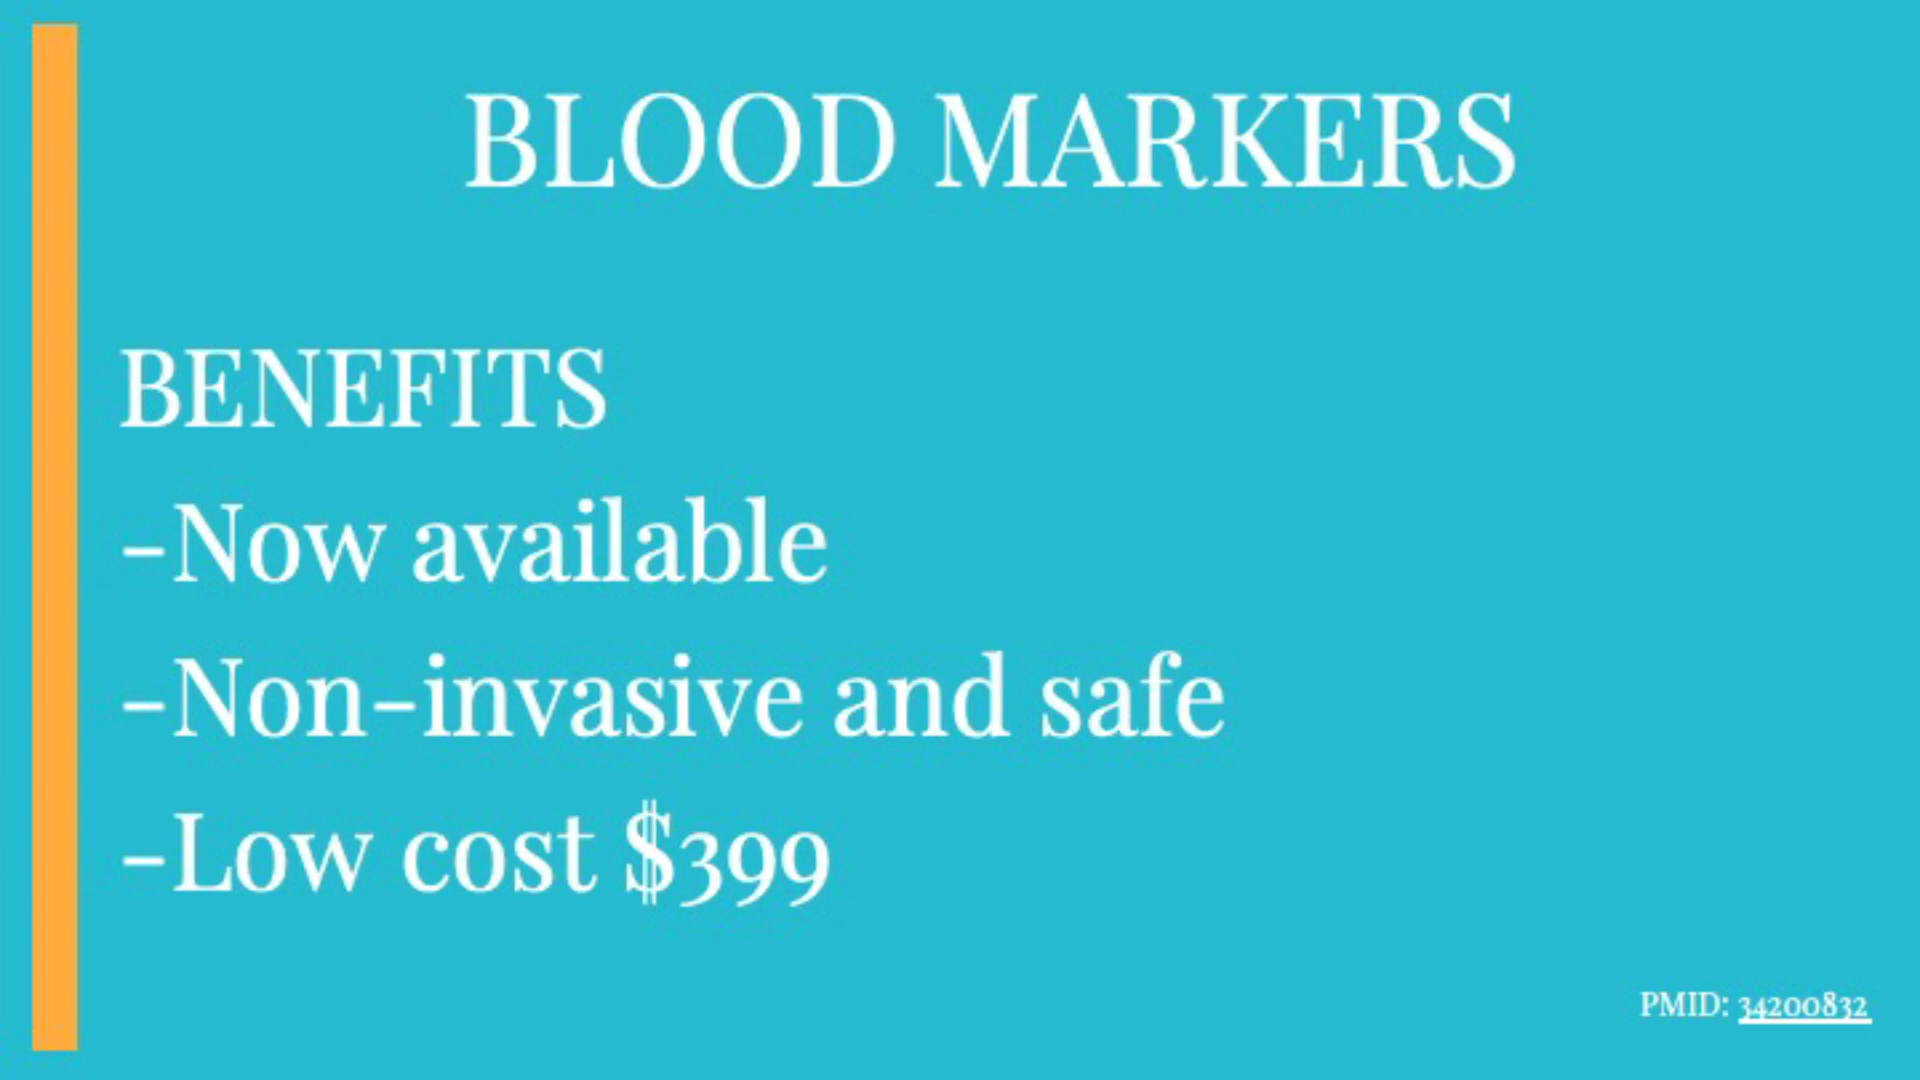 BLOOD MARKERS
BENEFITS
-Now available
-Non-invasive and safe
-Low cost $399
PMID: 34200832